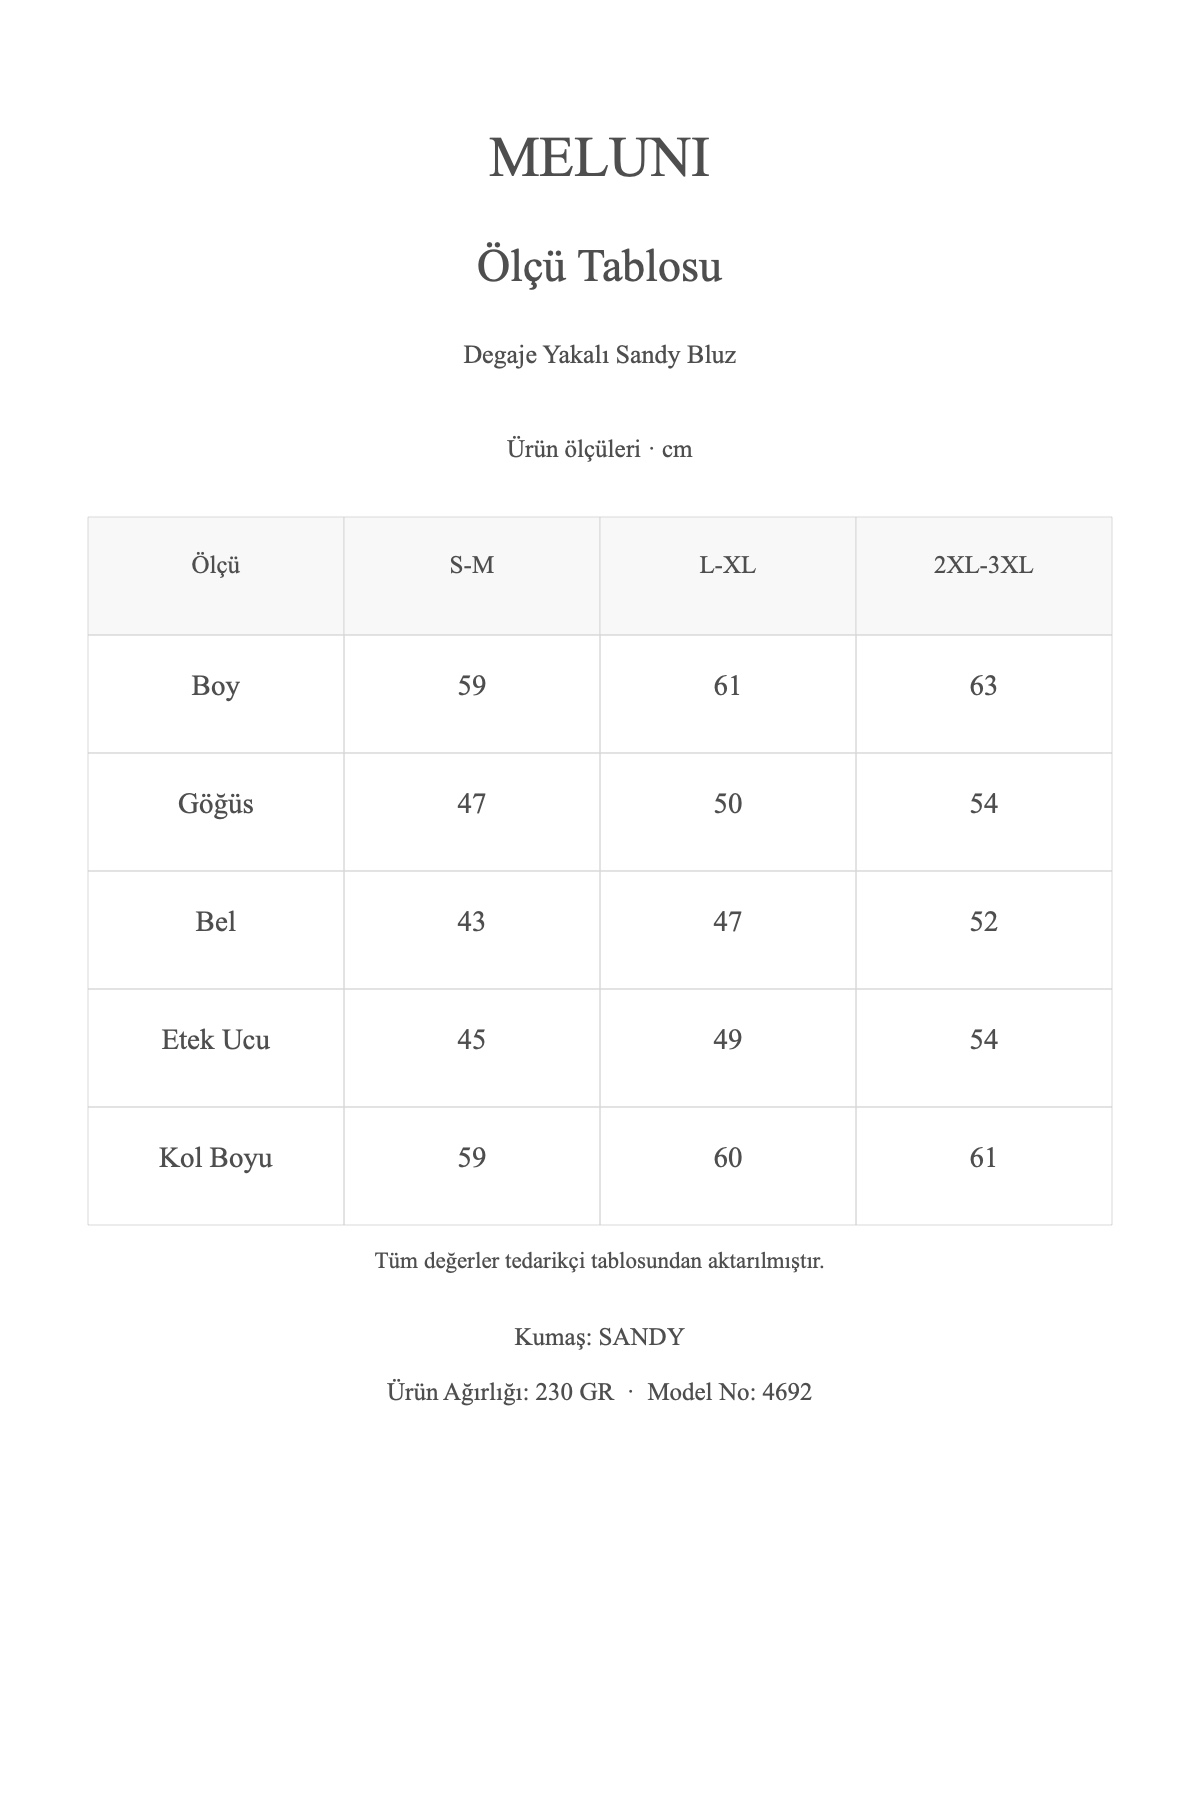 MELUNI
Ölçü Tablosu
Degaje Yakalı Sandy Bluz
Ürün ölçüleri · cm
Ölçü S-M L-XL 2XL-3XL
Boy 59 61 63
Göğüs 47 50 54
Bel 43 47 52
Etek Ucu 45 49 54
Kol Boyu 59 60 61
Tüm değerler tedarikçi tablosundan aktarılmıştır.
Kumaş: SANDY
Ürün Ağırlığı: 230 GR · Model No: 4692